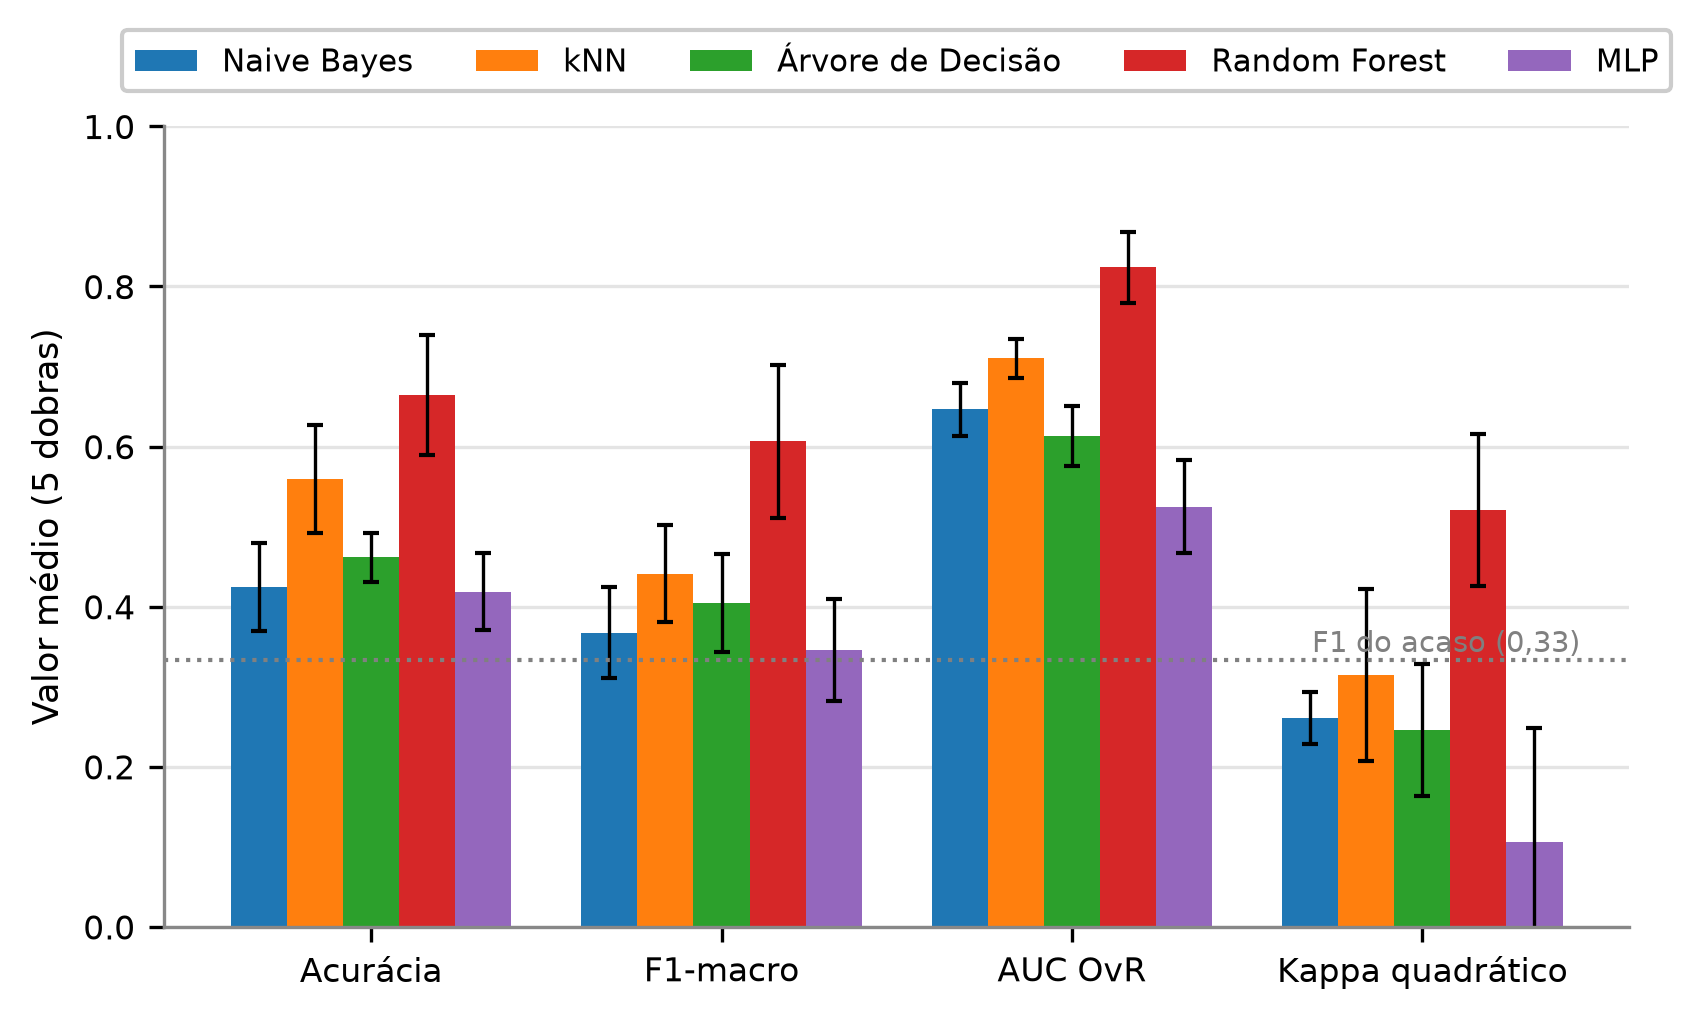 Naive Bayes kNN Árvore de Decisão Random Forest MLP
1.0
0.8
0.6
0.4
0.2
0.0
Valor médio (5 dobras)
F1 do acaso (0,33)
Acurácia F1-macro AUC OvR Kappa quadrático